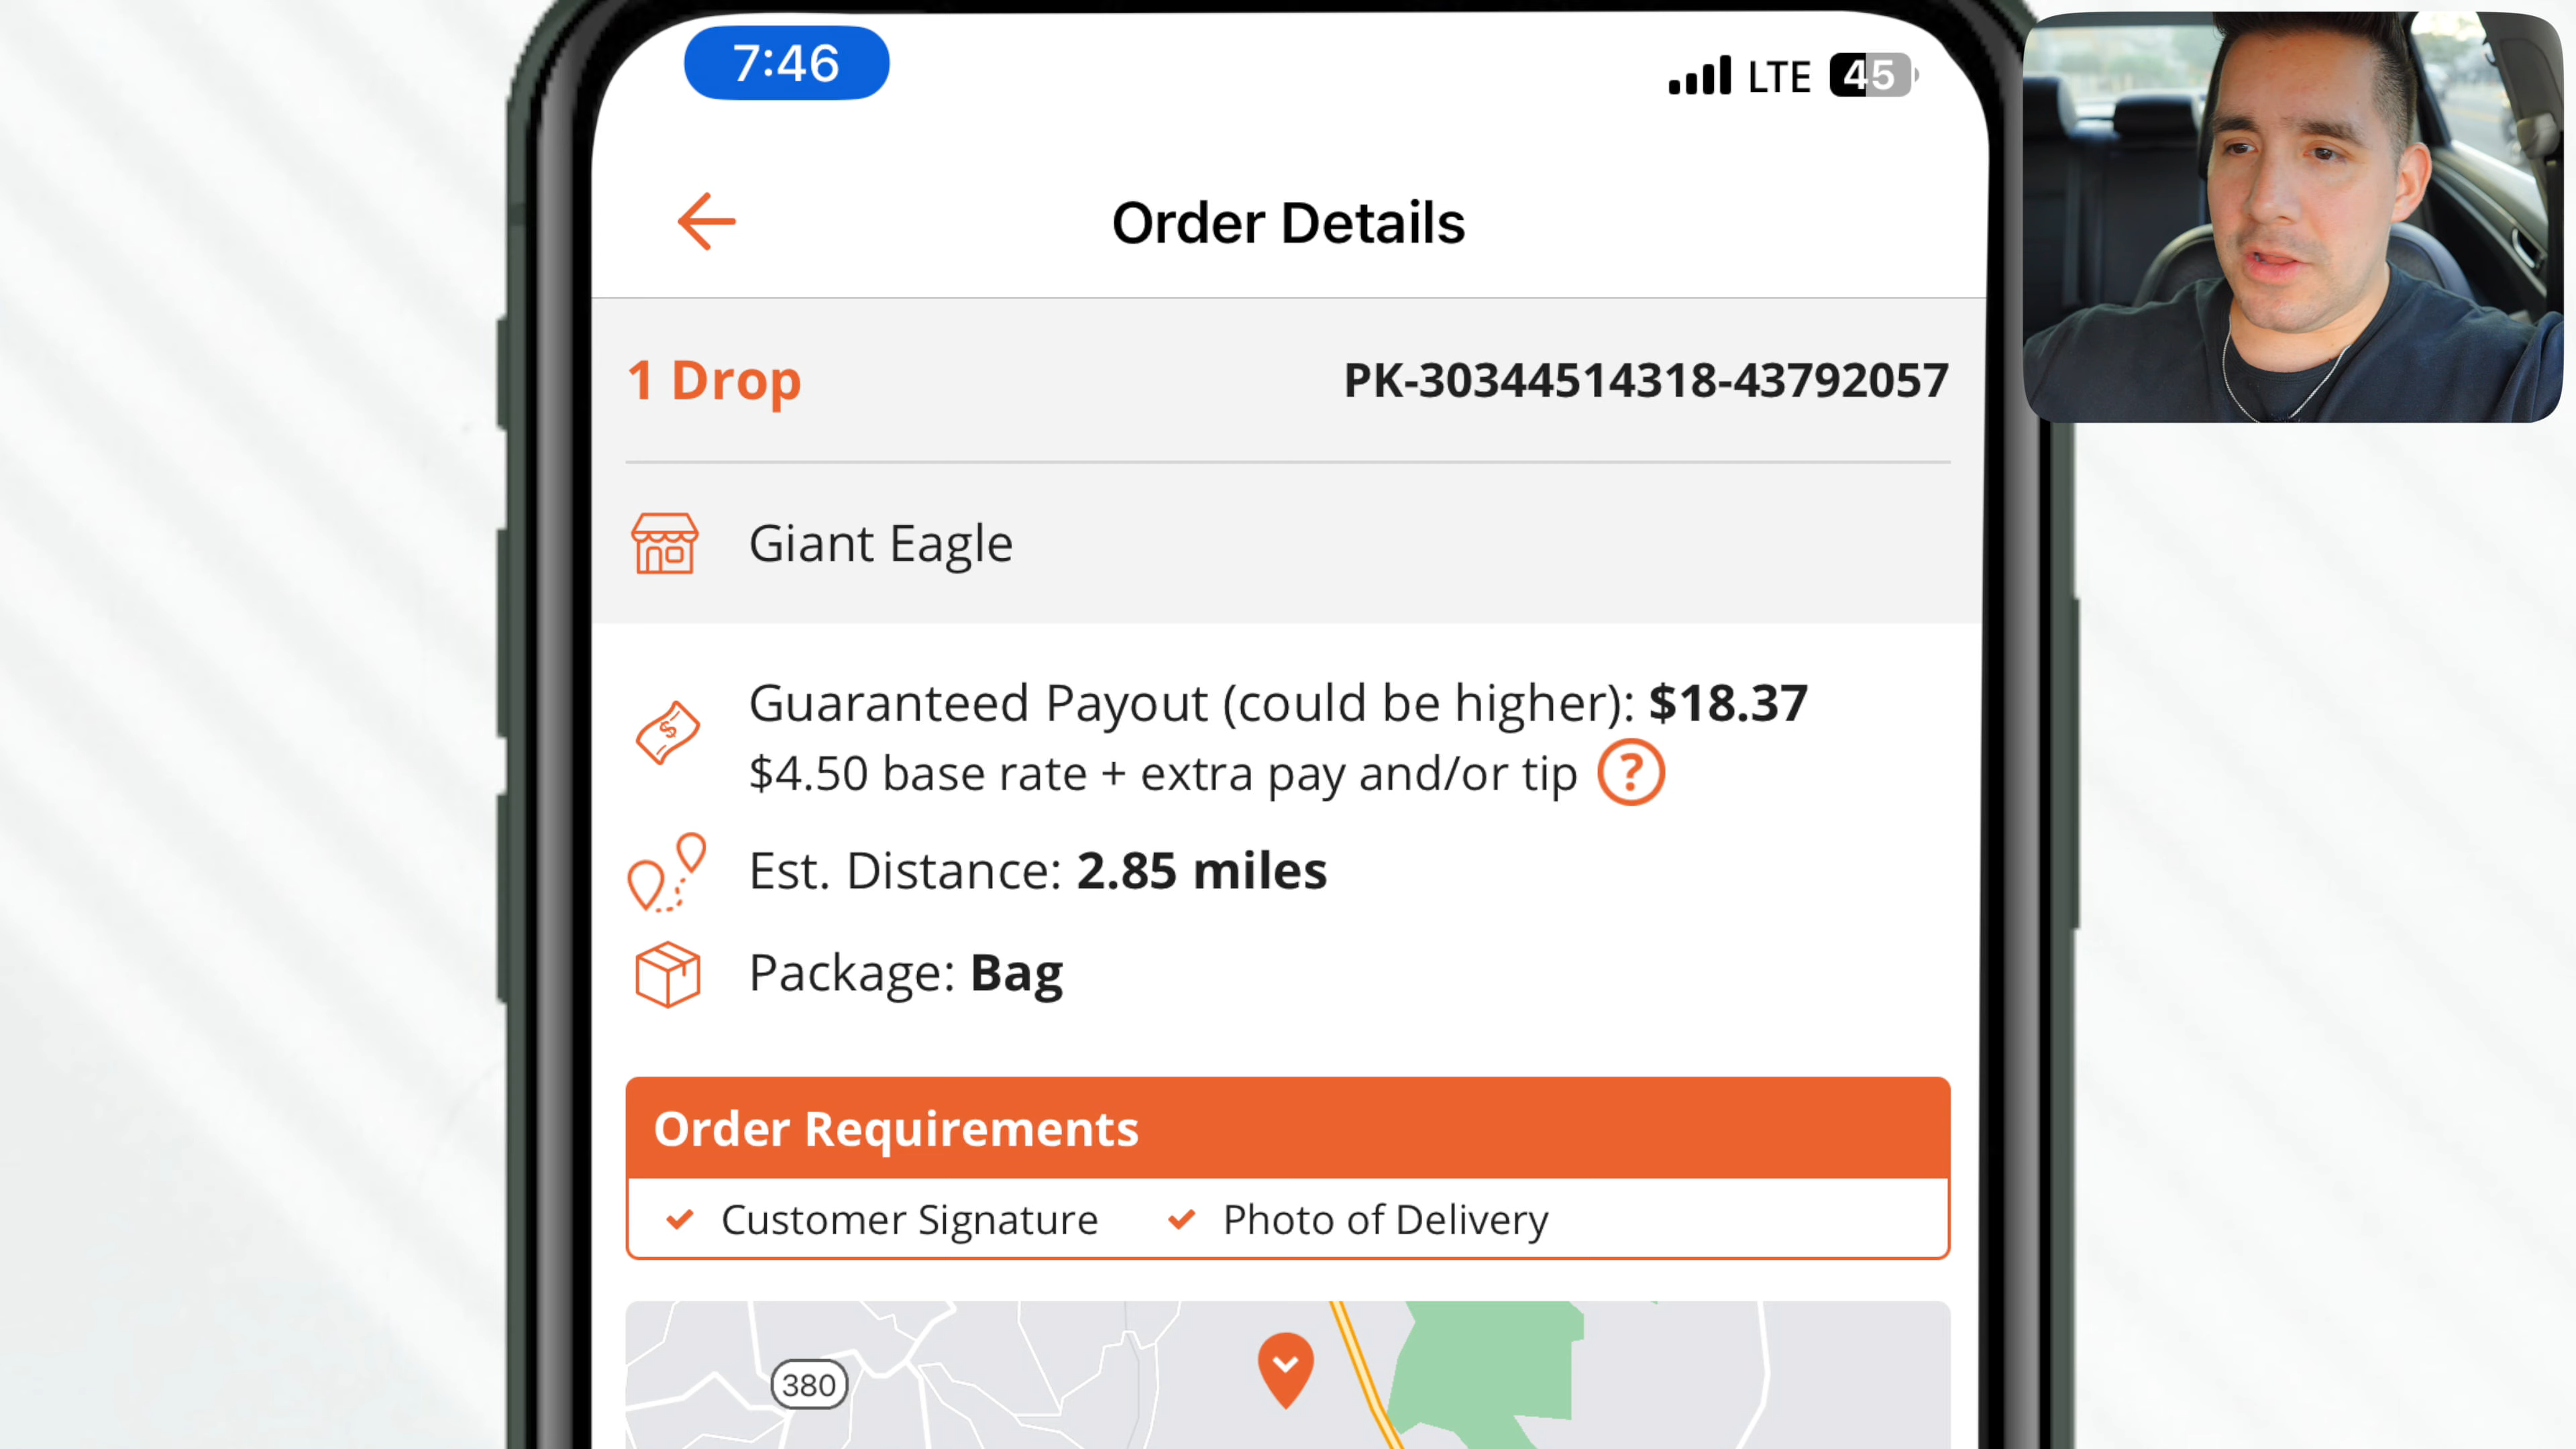 7:46
LTE 45
Order Details
1 Drop
PK-30344514318-43792057
Giant Eagle
Guaranteed Payout (could be higher): $18.37
$4.50 base rate + extra pay and/or tip ?
Est. Distance: 2.85 miles
Package: Bag
Order Requirements
Customer Signature
Photo of Delivery
380